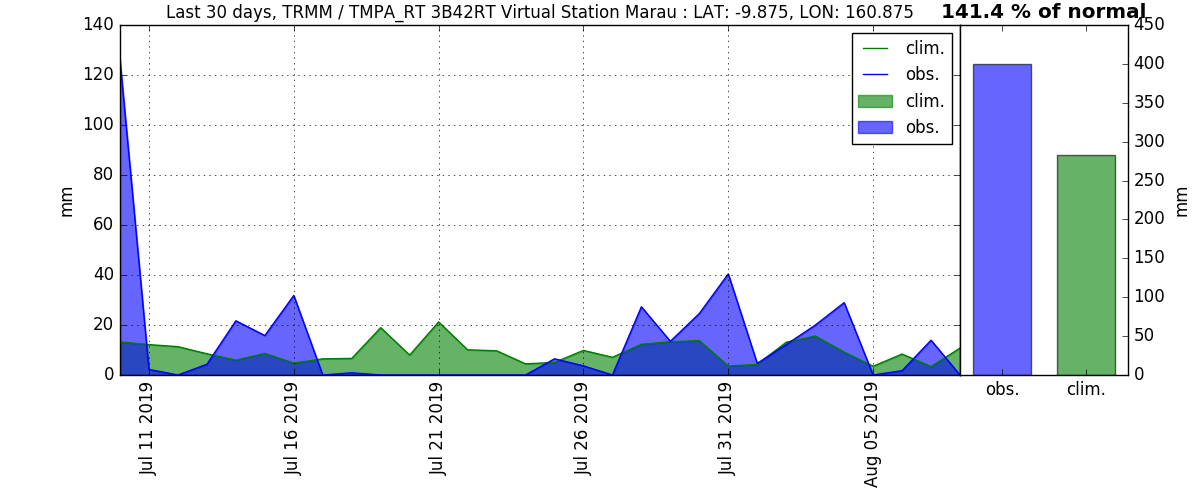 Last 30 days, TRMM / TMPA_RT 3B42RT Virtual Station Marau : LAT: -9.875, LON: 160.875
141.4 % of normal
140
120
100
80
60
40
20
0
mm
clim.
obs.
clim.
obs.
Jul 11 2019
Jul 16 2019
Jul 21 2019
Jul 26 2019
Jul 31 2019
Aug 05 2019
450
400
350
300
250
200
150
100
50
0
mm
obs.
clim.